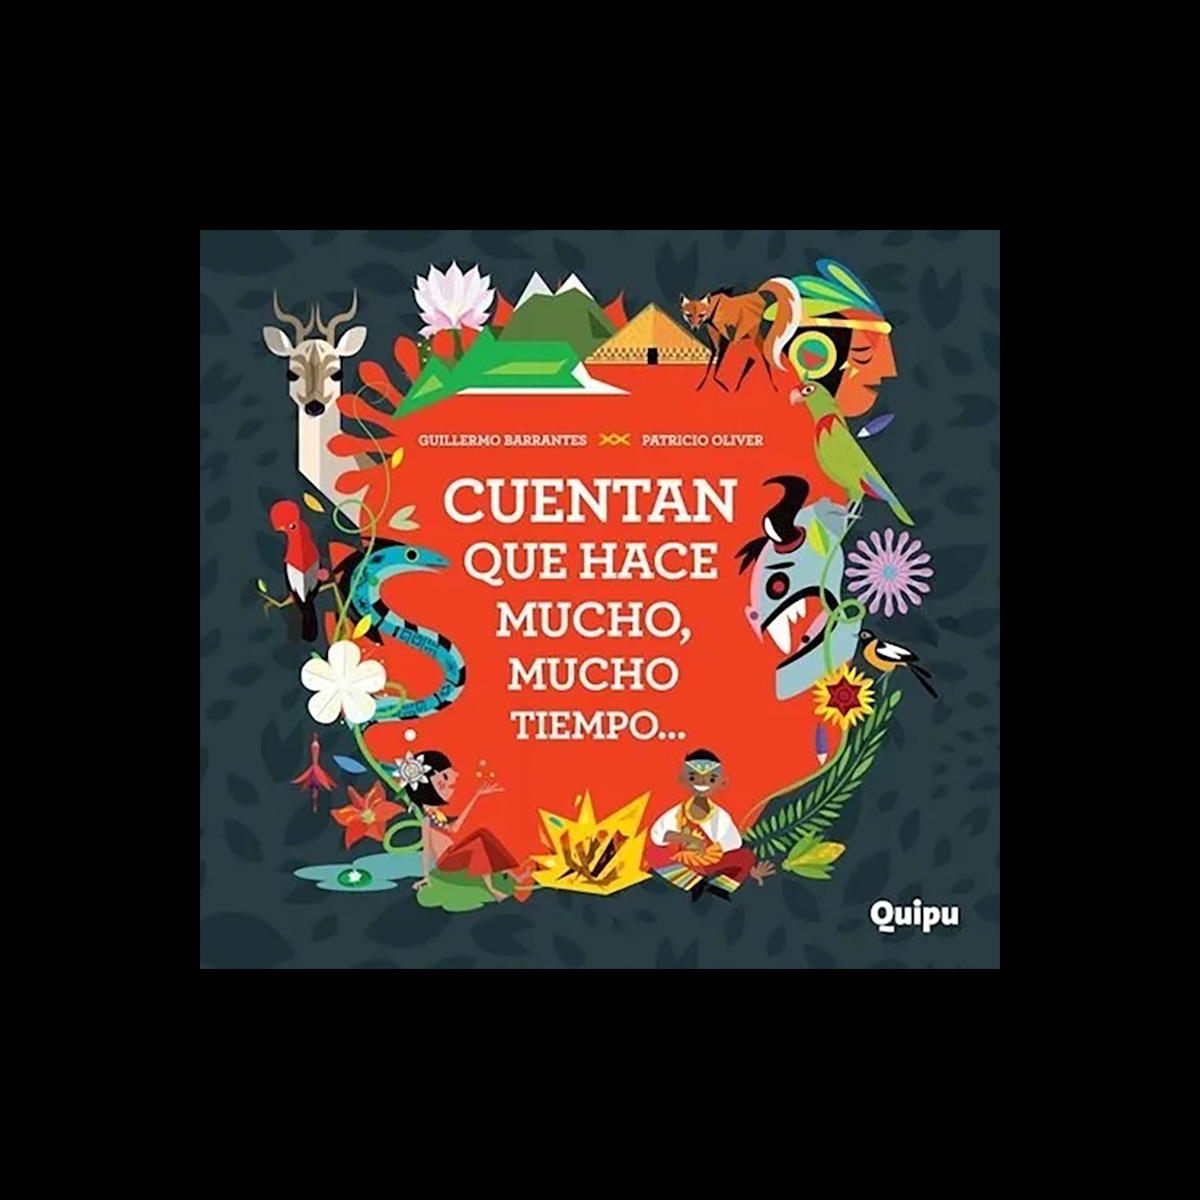 GUILLERMO BARRANTES PATRICIO OLIVER
CUENTAN
QUE HACE
MUCHO,
MUCHO
TIEMPO...
Quipu